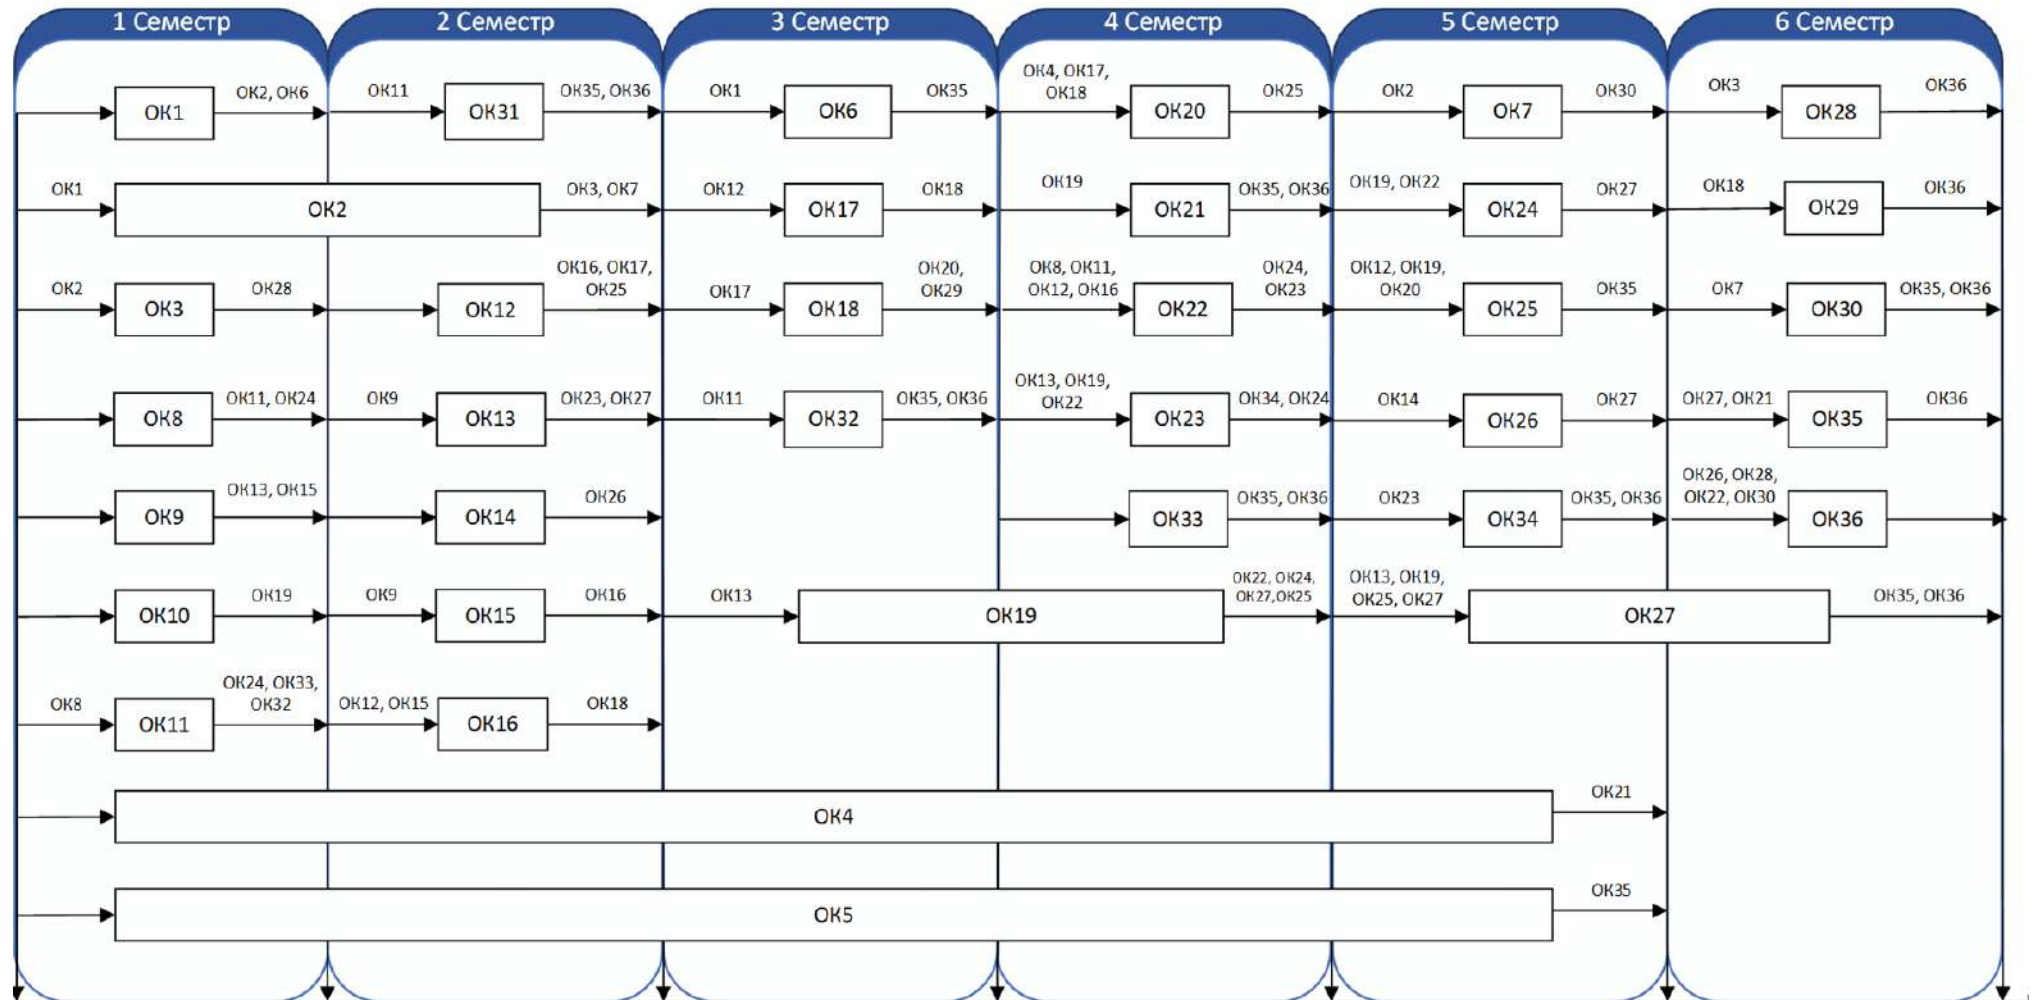 1 Семестр
2 Семестр
3 Семестр
4 Семестр
5 Семестр
6 Семестр
ОК1
ОК2, ОК6
ОК11
ОК31
ОК35, ОК36
ОК1
ОК6
ОК35
ОК4, ОК17,
ОК18
ОК20
ОК25
ОК2
ОК7
ОК30
ОК3
ОК28
ОК36
ОК1
ОК2
ОК3, ОК7
ОК12
ОК17
ОК18
ОК19
ОК21
ОК35, ОК36
ОК19, ОК22
ОК24
ОК27
ОК18
ОК29
ОК36
ОК2
ОК3
ОК28
ОК12
ОК16, ОК17,
ОК25
ОК17
ОК18
ОК20,
ОК29
ОК8, ОК11,
ОК12, ОК16
ОК22
ОК24,
ОК23
ОК12, ОК19,
ОК20
ОК25
ОК35
ОК7
ОК30
ОК35, ОК36
ОК8
ОК11, ОК24
ОК9
ОК13
ОК23, ОК27
ОК11
ОК32
ОК35, ОК36
ОК13, ОК19,
ОК22
ОК23
ОК34, ОК24
ОК14
ОК26
ОК27
ОК27, ОК21
ОК35
ОК36
ОК9
ОК13, ОК15
ОК14
ОК26
ОК33
ОК35, ОК36
ОК23
ОК34
ОК35, ОК36
ОК26, ОК28,
ОК22, ОК30
ОК36
ОК10
ОК19
ОК9
ОК15
ОК16
ОК13
ОК19
ОК22, ОК24,
ОК27,ОК25
ОК13, ОК19,
ОК25, ОК27
ОК27
ОК35, ОК36
ОК8
ОК11
ОК24, ОК33,
ОК32
ОК12, ОК15
ОК16
ОК18
ОК4
ОК21
ОК5
ОК35